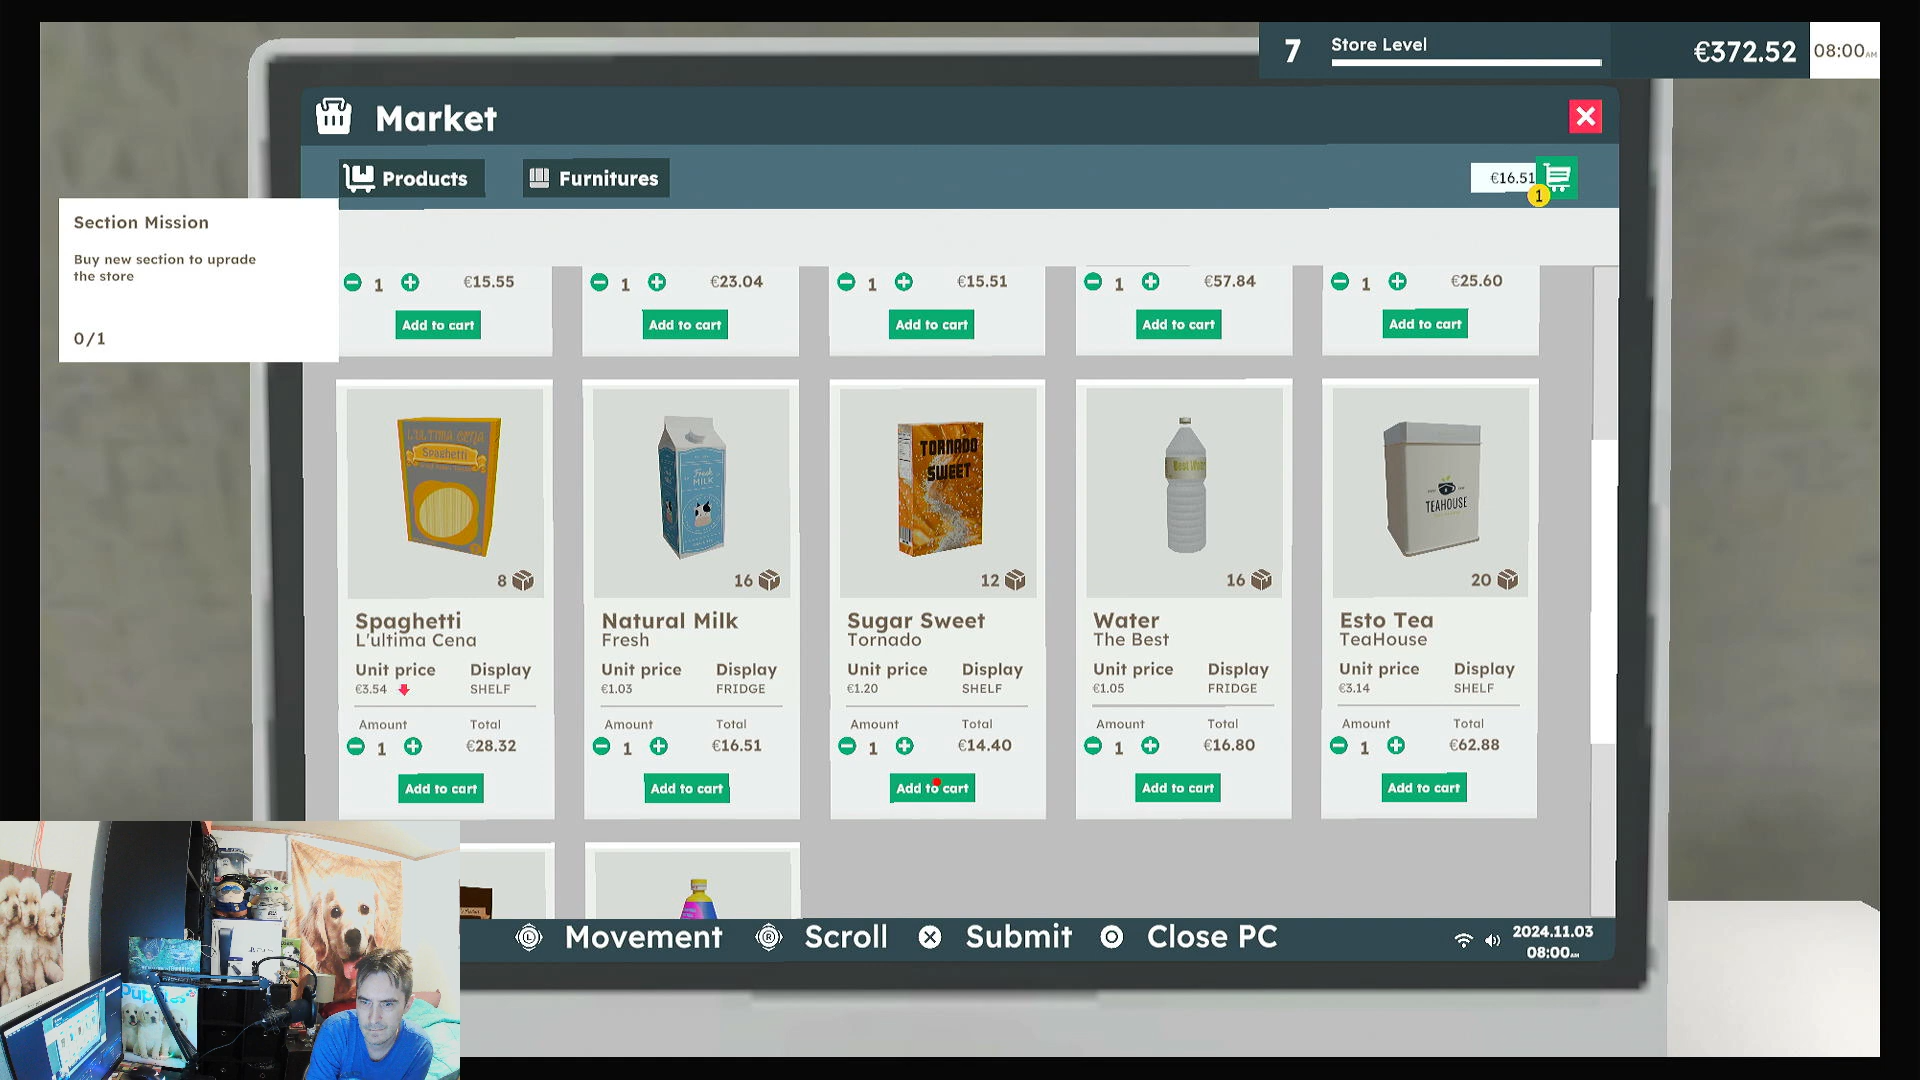 7
Store Level
€372.52
08:00AM
Market
Products
Furnitures
€16.51
1
Section Mission
Buy new section to uprade
the store
0/1
1 €15.55
1 €23.04
1 €15.51
1 €57.84
1 €25.60
Add to cart
Add to cart
Add to cart
Add to cart
Add to cart
L'ULTIMA CENA
Spaghetti
8
Fresh
MILK
16
TORNADO
SWEET
12
Best Water
16
TEAHOUSE
20
Spaghetti
L'ultima Cena
Unit price Display
€3.54 SHELF
Amount Total
1 €28.32
Add to cart
Natural Milk
Fresh
Unit price Display
€1.03 FRIDGE
Amount Total
1 €16.51
Add to cart
Sugar Sweet
Tornado
Unit price Display
€1.20 SHELF
Amount Total
1 €14.40
Add to cart
Water
The Best
Unit price Display
€1.05 FRIDGE
Amount Total
1 €16.80
Add to cart
Esto Tea
TeaHouse
Unit price Display
€3.14 SHELF
Amount Total
1 €62.88
Add to cart
L Movement
R Scroll
Submit
Close PC
2024.11.03
08:00AM